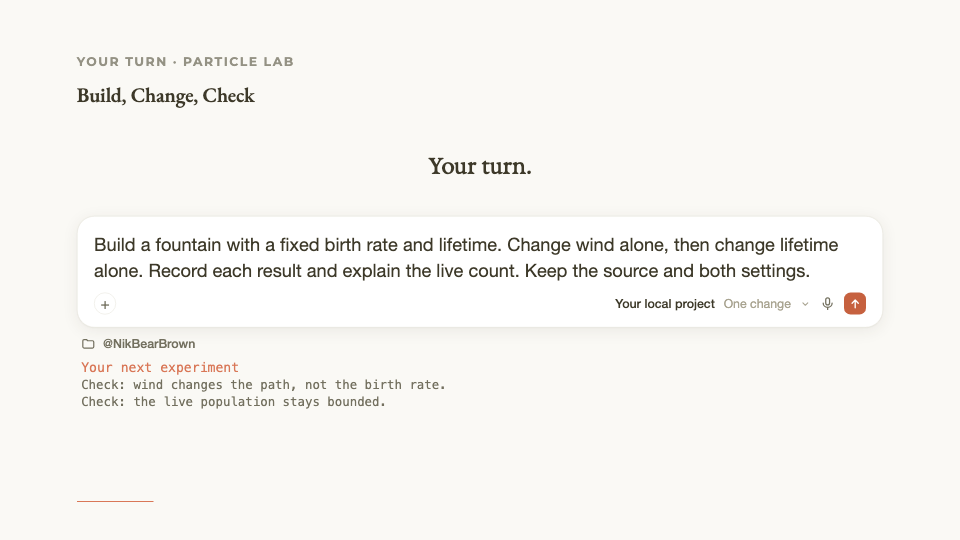 YOUR TURN · PARTICLE LAB
Build, Change, Check
Your turn.
Build a fountain with a fixed birth rate and lifetime. Change wind alone, then change lifetime
alone. Record each result and explain the live count. Keep the source and both settings.
Your local project One change
@NikBearBrown
Your next experiment
Check: wind changes the path, not the birth rate.
Check: the live population stays bounded.